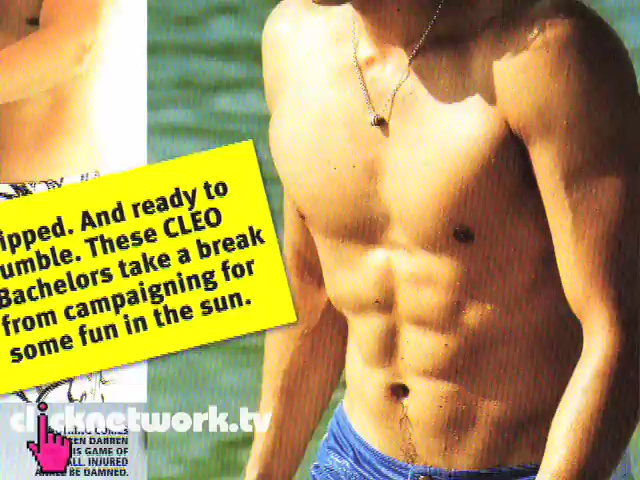 ipped. And ready to
umble. These CLEO
Bachelors take a break
from campaigning for
some fun in the sun.
clicknetwork.tv
EEN DARREN
IS GAME OF
ALL. INJURED
BE DAMNED.